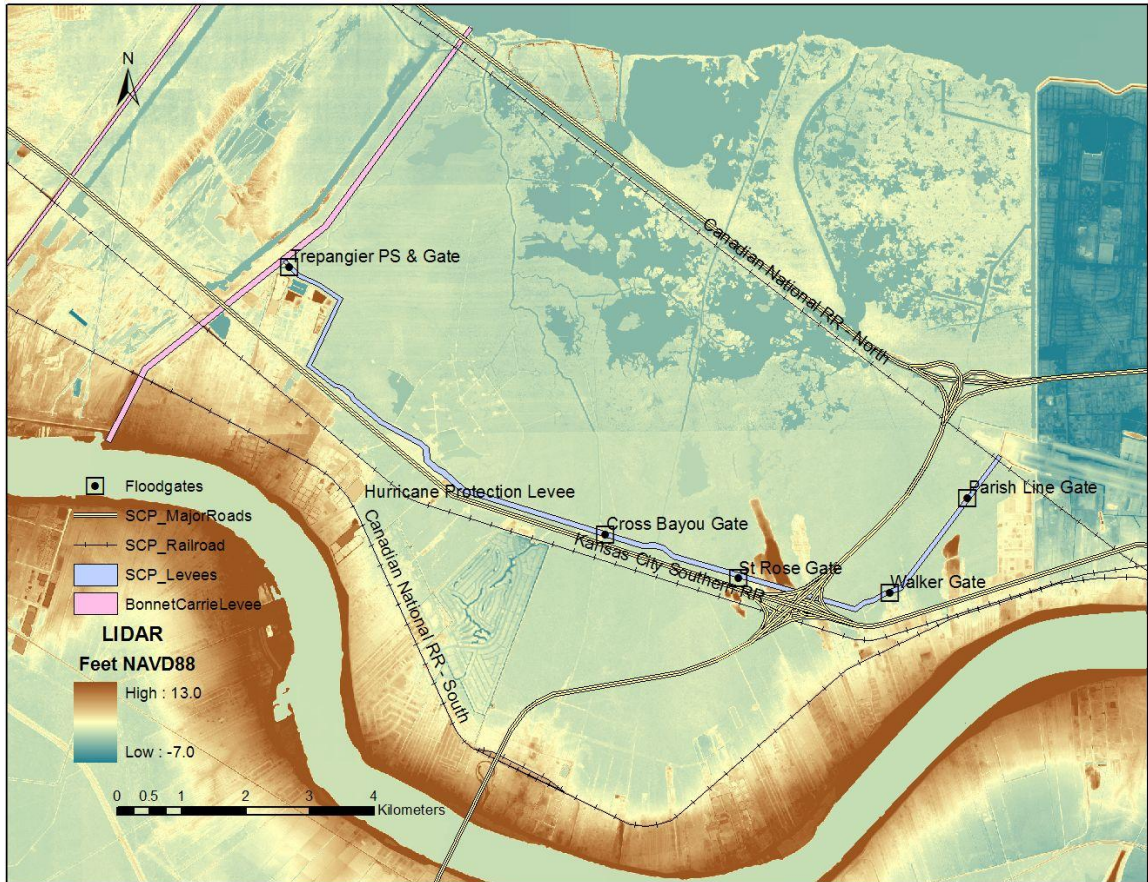 N
Trepangier PS & Gate
Canadian National RR - North
Parish Line Gate
Hurricane Protection Levee
Cross Bayou Gate
Kansas City Southern RR
St Rose Gate
Walker Gate
Canadian National RR - South
Floodgates
SCP_MajorRoads
SCP_Railroad
SCP_Levees
BonnetCarrieLevee
LIDAR
Feet NAVD88
High : 13.0
Low : -7.0
0 0.5 1 2 3 4
Kilometers